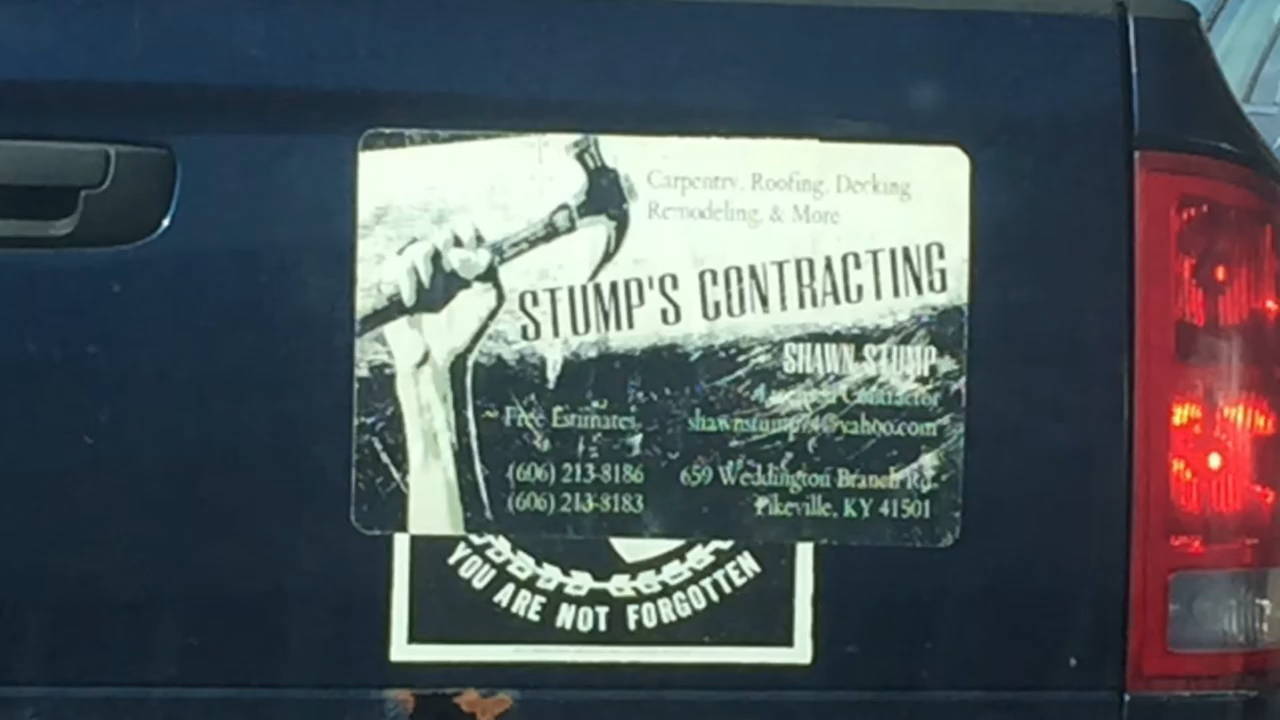 Carpentry, Roofing, Decking
Remodeling, & More
STUMP'S CONTRACTING
SHAWN STUMP
Contractor
~ Free Estimates
(606) 213-8186
(606) 213-8183
659 Weddington Branch Rd.
Pikeville, KY 41501
YOU ARE NOT FORGOTTEN